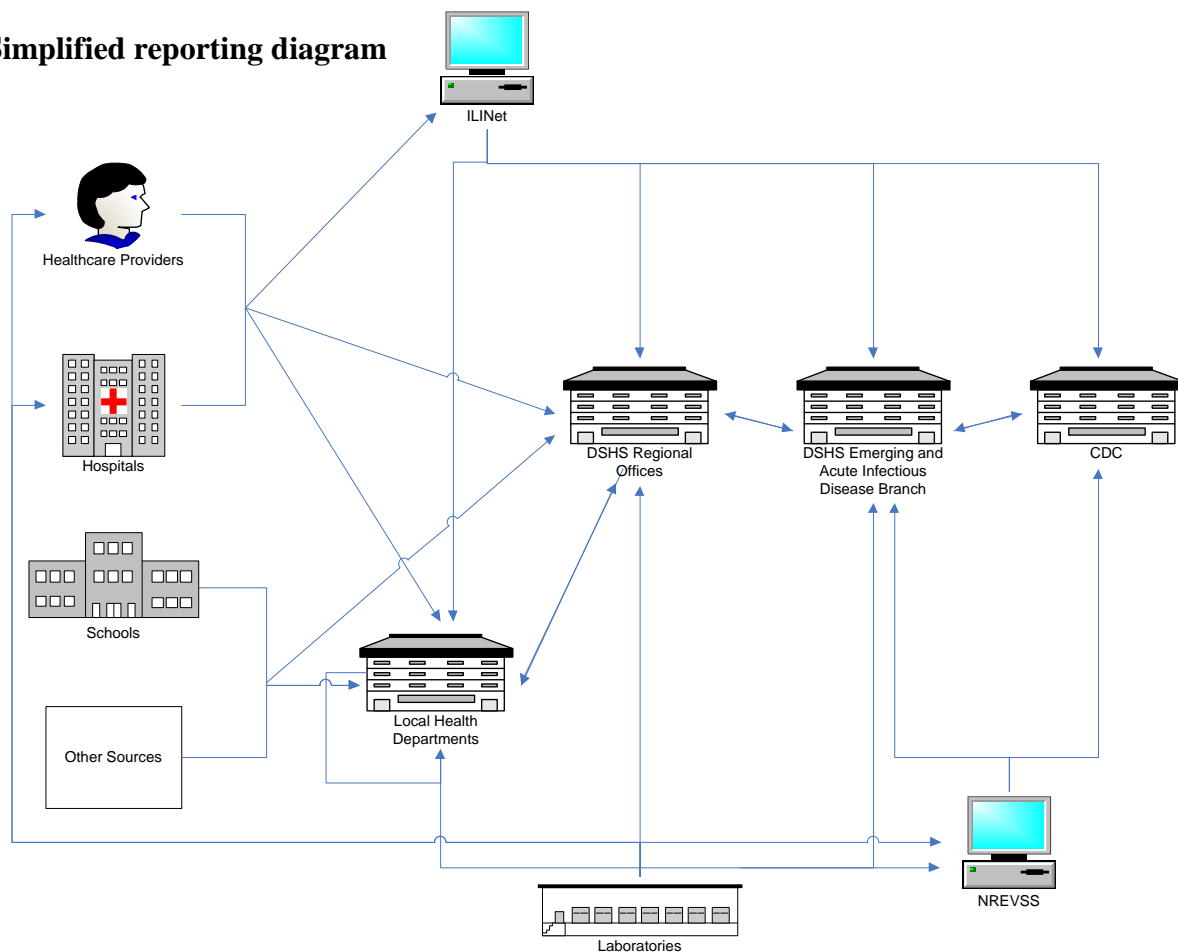 Simplified reporting diagram
ILINet
Healthcare Providers
Hospitals
DSHS Regional
Offices
DSHS Emerging and
Acute Infectious
Disease Branch
CDC
Schools
Local Health
Departments
Other Sources
NREVSS
Laboratories